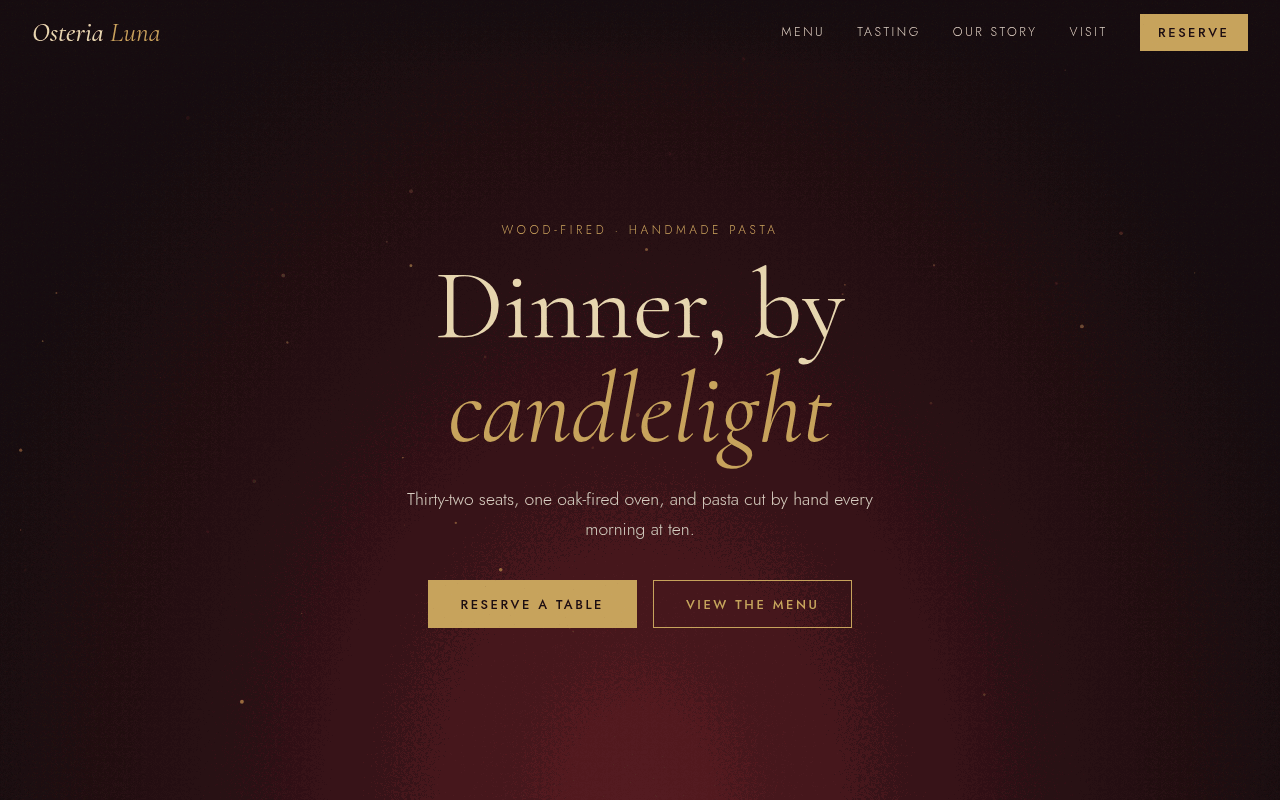 Osteria Luna
MENU
TASTING
OUR STORY
VISIT
RESERVE
WOOD-FIRED · HANDMADE PASTA
Dinner, by
candlelight
Thirty-two seats, one oak-fired oven, and pasta cut by hand every
morning at ten.
RESERVE A TABLE
VIEW THE MENU